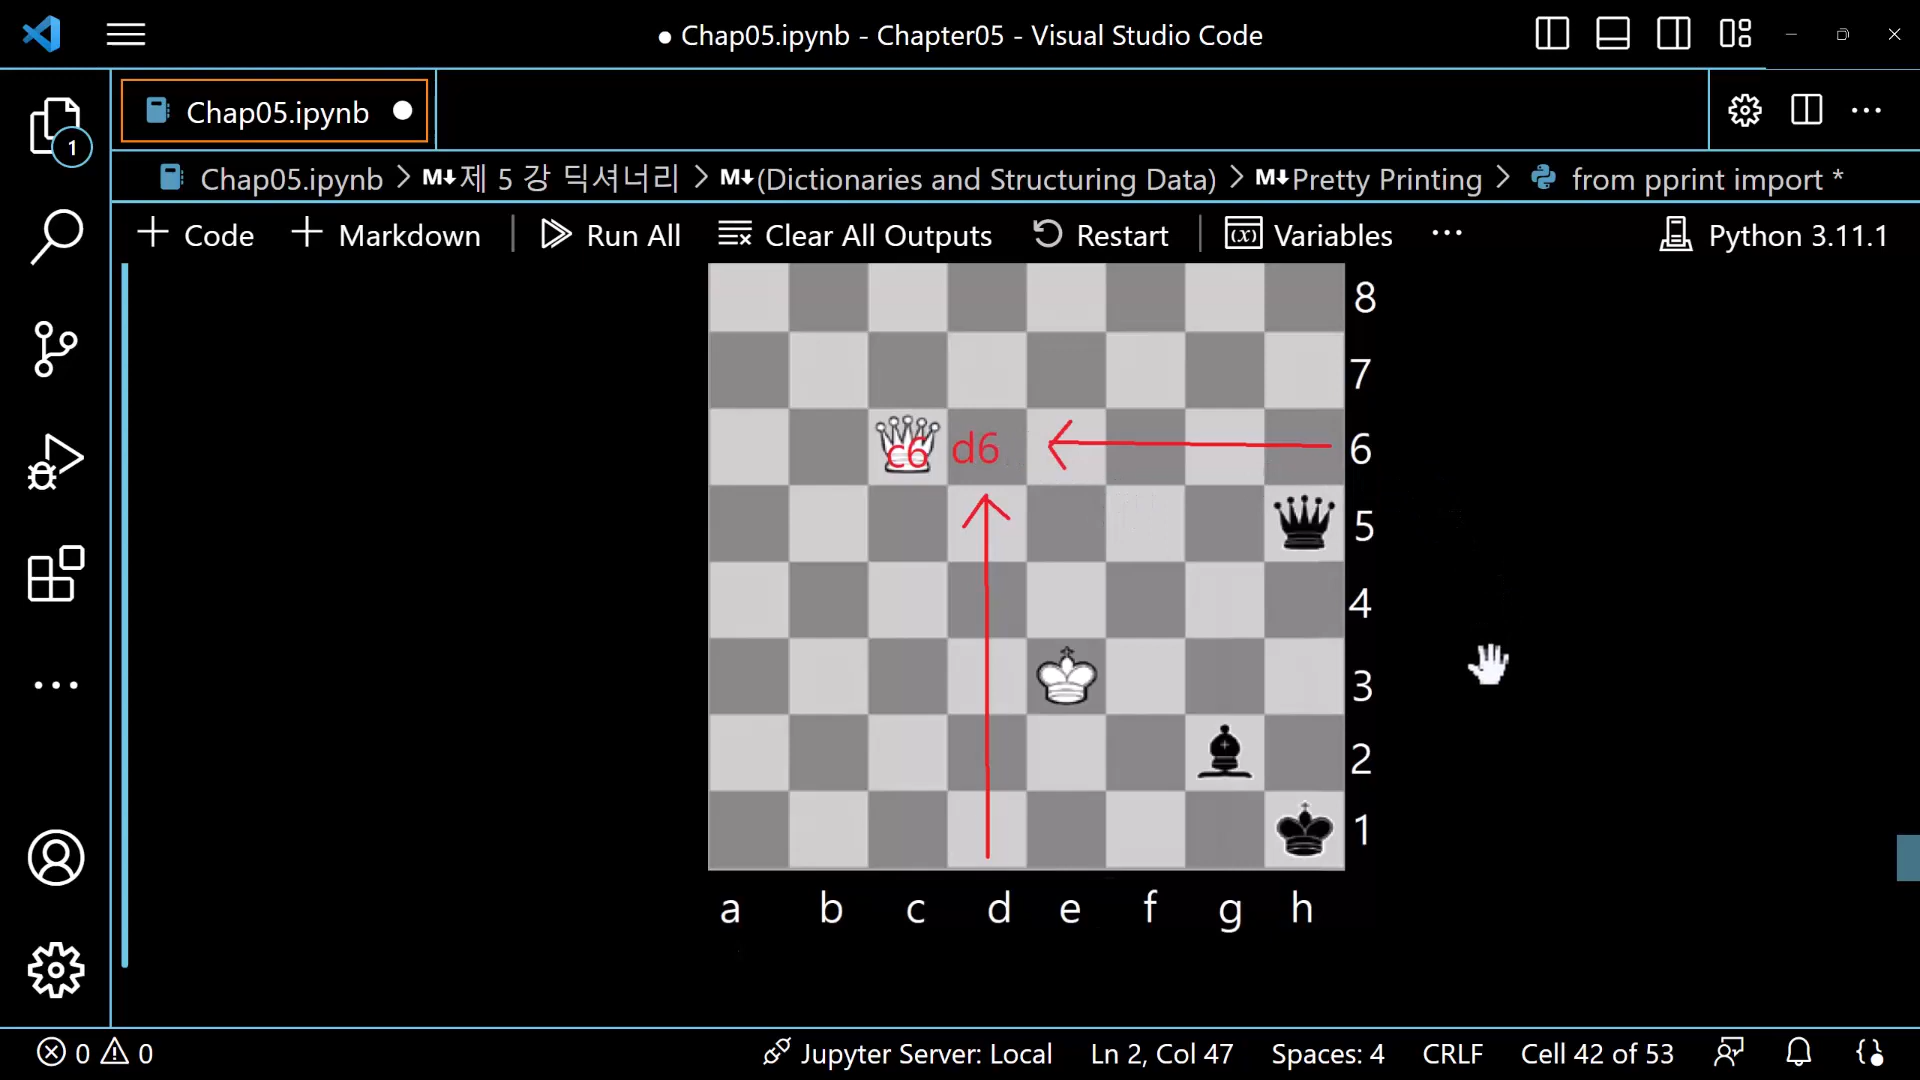 ● Chap05.ipynb - Chapter05 - Visual Studio Code
Chap05.ipynb
1
Chap05.ipynb > M↓제 5 강 딕셔너리 > M↓(Dictionaries and Structuring Data) > M↓Pretty Printing > from pprint import *
+ Code + Markdown | Run All Clear All Outputs Restart | Variables ... Python 3.11.1
8
7
c6 d6 6
5
4
3
2
1
a b c d e f g h
0 0 Jupyter Server: Local Ln 2, Col 47 Spaces: 4 CRLF Cell 42 of 53